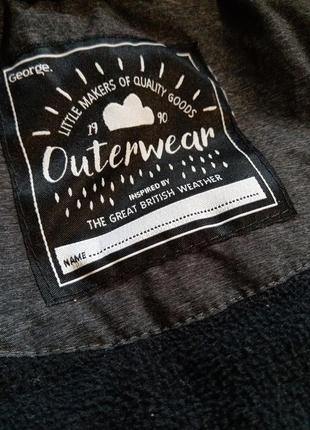 George.
LITTLE MAKERS OF QUALITY GOODS
19 90
Outerwear
INSPIRED BY
THE GREAT BRITISH WEATHER
NAME